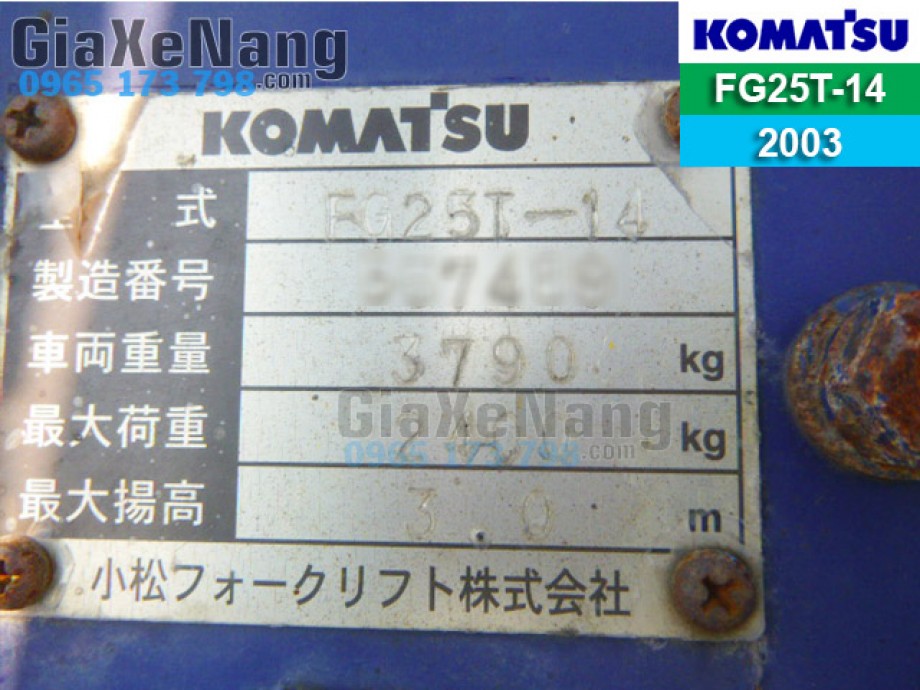 GiaXeNang
0965 173 798.com
KOMATSU
FG25T-14
2003
KOMATSU
式 FG25T-14
製造番号
車両重量 3790 kg
最大荷重 kg
GiaXeNang
0965 173 798.com
最大揚高 3 0 m
小松フォークリフト株式会社